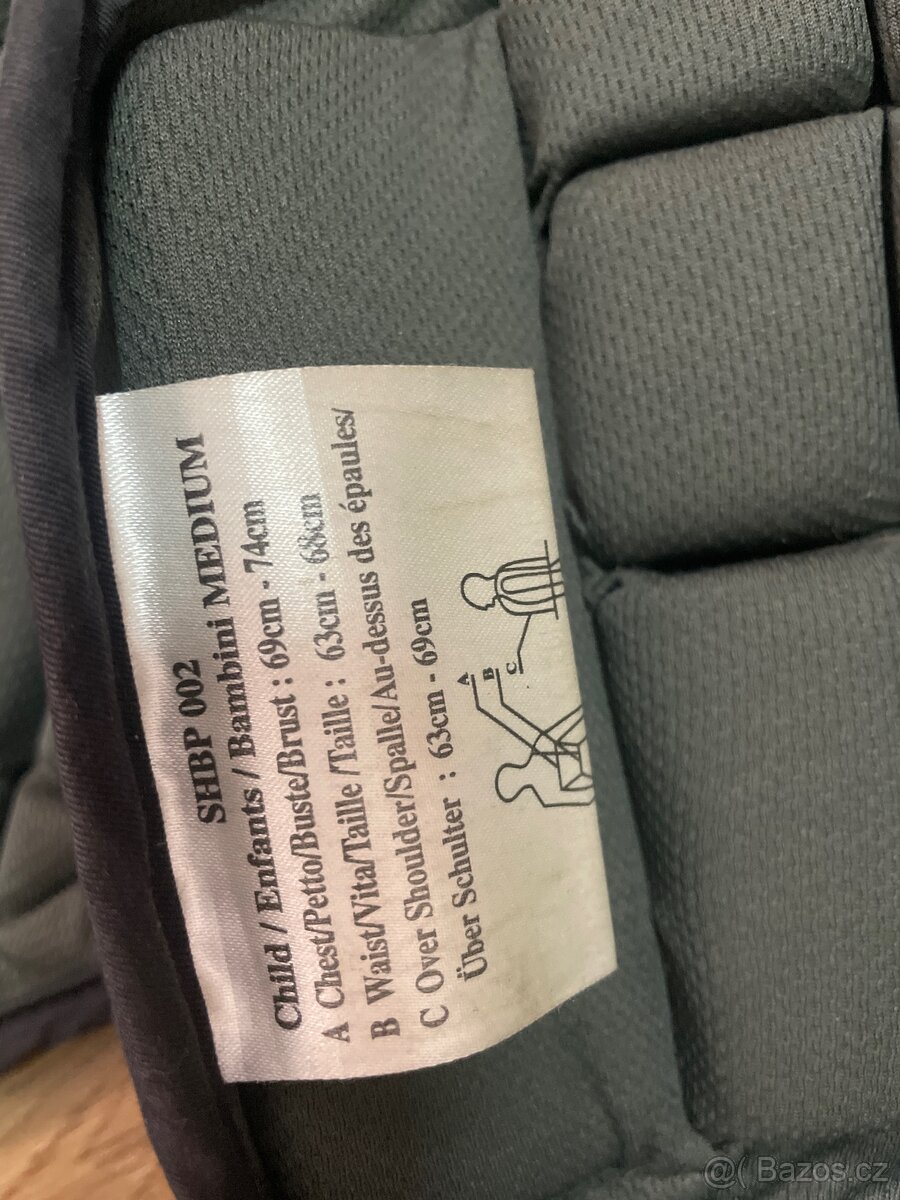 SHBP 002
Child / Enfants / Bambini MEDIUM
A Chest/Petto/Buste/Brust : 69cm - 74cm
B Waist/Vita/Taille /Taille : 63cm - 68cm
C Over Shoulder/Spalle/Au-dessus des épaules/
Über Schulter : 63cm - 69cm
A
B
C
@( Bazos.cz